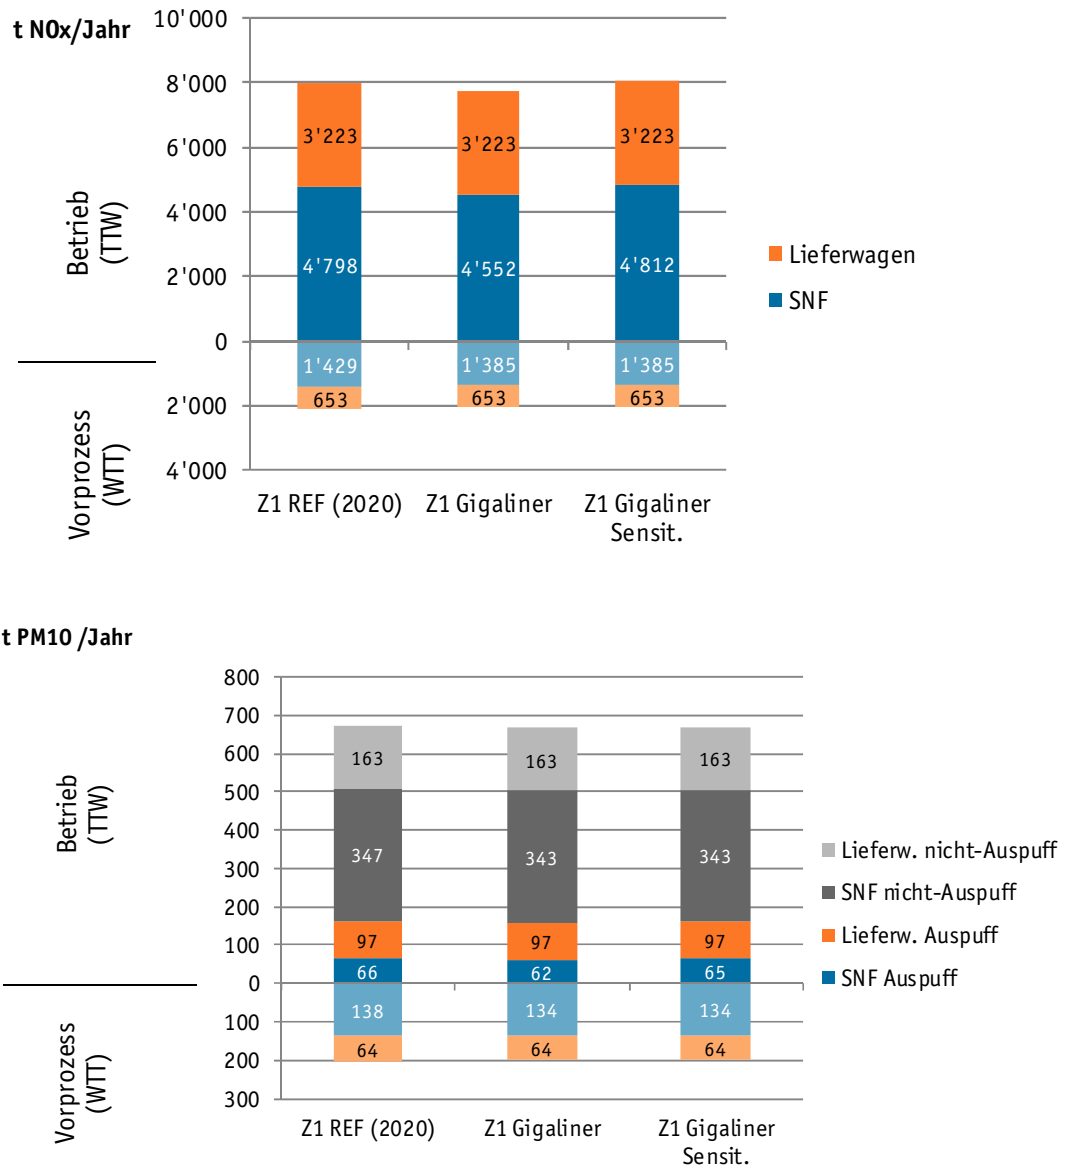 t NOx/Jahr
10'000
8'000
6'000
4'000
2'000
0
2'000
4'000
Betrieb
(TTW)
Vorprozess
(WTT)
3'223
3'223
3'223
4'798
4'552
4'812
1'429
1'385
1'385
653
653
653
Z1 REF (2020)
Z1 Gigaliner
Z1 Gigaliner
Sensit.
Lieferwagen
SNF
t PM10 /Jahr
800
700
600
500
400
300
200
100
0
100
200
300
Betrieb
(TTW)
Vorprozess
(WTT)
163
163
163
347
343
343
97
97
97
66
62
65
138
134
134
64
64
64
Z1 REF (2020)
Z1 Gigaliner
Z1 Gigaliner
Sensit.
Lieferw. nicht-Auspuff
SNF nicht-Auspuff
Lieferw. Auspuff
SNF Auspuff